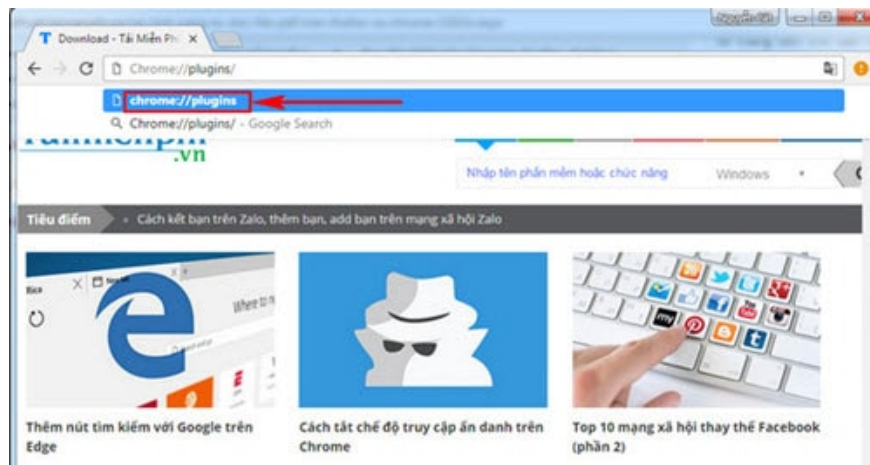 T Download - Tải Miễn Ph
Chrome://plugins/
chrome://plugins
Chrome://plugins/ - Google Search
.vn
Nhập tên phần mềm hoặc chức năng
Windows
Tiêu điểm
Cách kết bạn trên Zalo, thêm bạn, add bạn trên mạng xã hội Zalo
Where to
Thêm nút tìm kiếm với Google trên
Edge
Cách tắt chế độ truy cập ẩn danh trên
Chrome
Top 10 mạng xã hội thay thế Facebook
(phần 2)